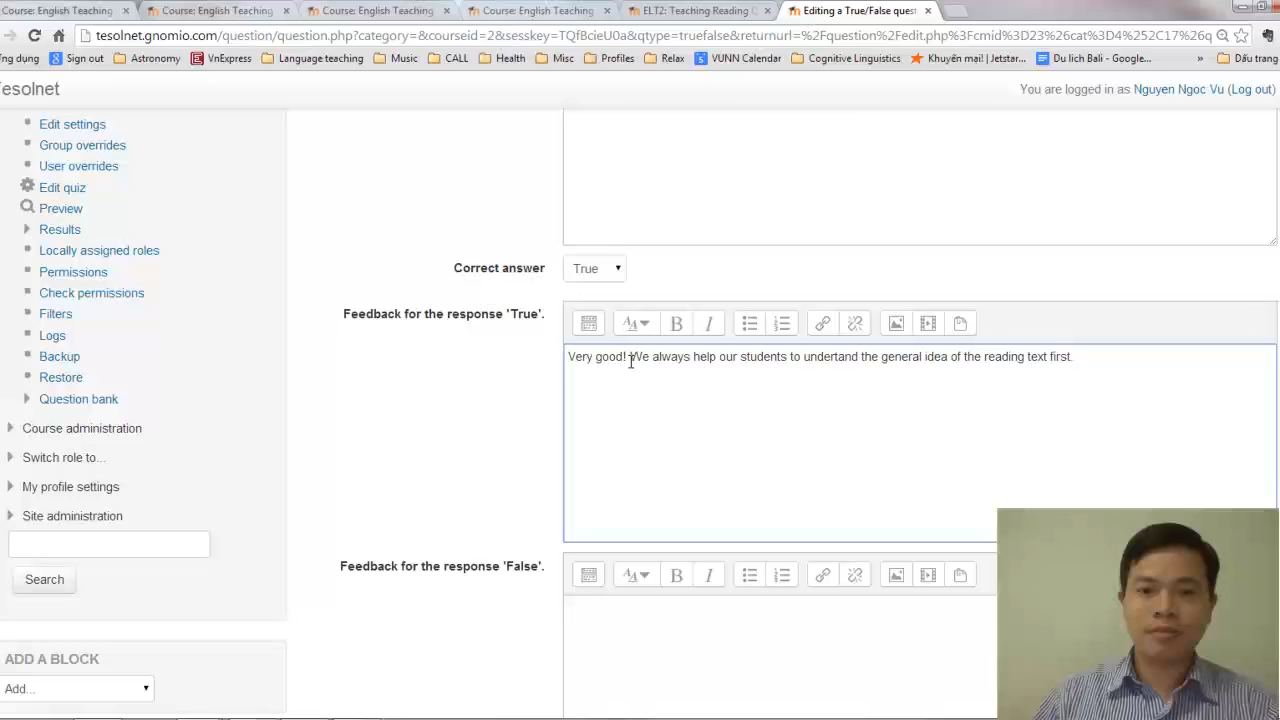 Course: English Teaching
Course: English Teaching
Course: English Teaching
Course: English Teaching
ELT2: Teaching Reading
Editing a True/False quest
tesolnet.gnomio.com/question/question.php?category=&courseid=2&sesskey=TQfBcieU0a&qtype=truefalse&returnurl=%2Fquestion%2Fedit.php%3Fcmid%3D23%26cat%3D4%252C17%26q
Ứng dụng
Sign out
Astronomy
VnExpress
Language teaching
Music
CALL
Health
Misc
Profiles
Relax
VUNN Calendar
Cognitive Linguistics
Khuyến mại! | Jetstar...
Du lich Bali - Google...
»
Dấu trang
esolnet
You are logged in as Nguyen Ngoc Vu (Log out)
Edit settings
Group overrides
User overrides
Edit quiz
Preview
Results
Locally assigned roles
Permissions
Check permissions
Filters
Logs
Backup
Restore
Question bank
Course administration
Switch role to...
My profile settings
Site administration
Search
ADD A BLOCK
Add...
Correct answer
True
Feedback for the response 'True'.
Very good! We always help our students to undertand the general idea of the reading text first.
Feedback for the response 'False'.